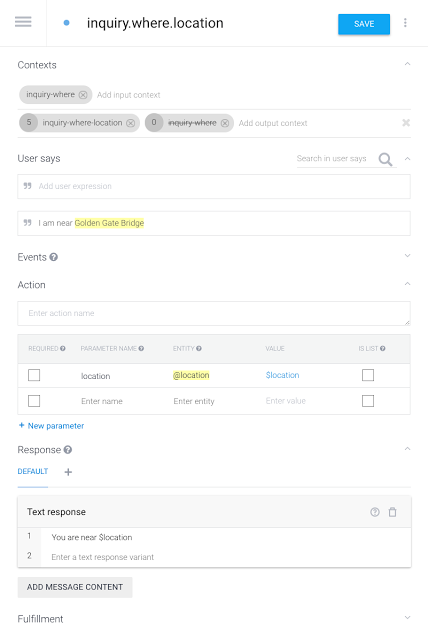 inquiry.where.location SAVE
Contexts
inquiry-where Add input context
5 inquiry-where-location 0 inquiry-where Add output context
User says Search in user says
Add user expression
I am near Golden Gate Bridge
Events
Action
Enter action name
REQUIRED PARAMETER NAME ENTITY VALUE IS LIST
location @location $location
Enter name Enter entity Enter value
+ New parameter
Response
DEFAULT +
Text response
1 You are near $location
2 Enter a text response variant
ADD MESSAGE CONTENT
Fulfillment